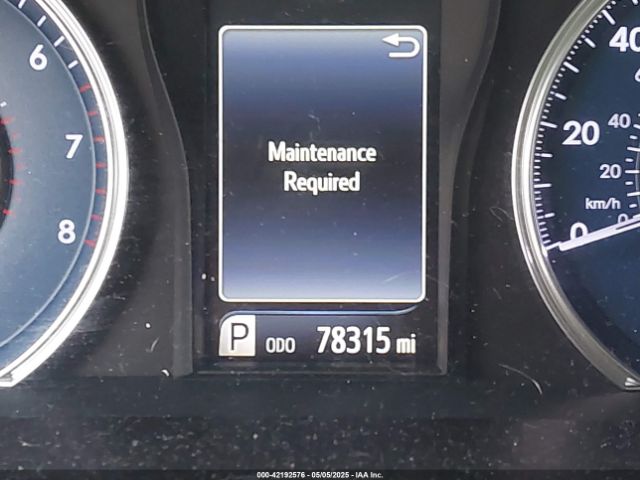 6
7
8
Maintenance
Required
P ODO 78315 mi
40
20
0
40
20
km/h
0
000-42192576 - 05/05/2025 - IAA Inc.